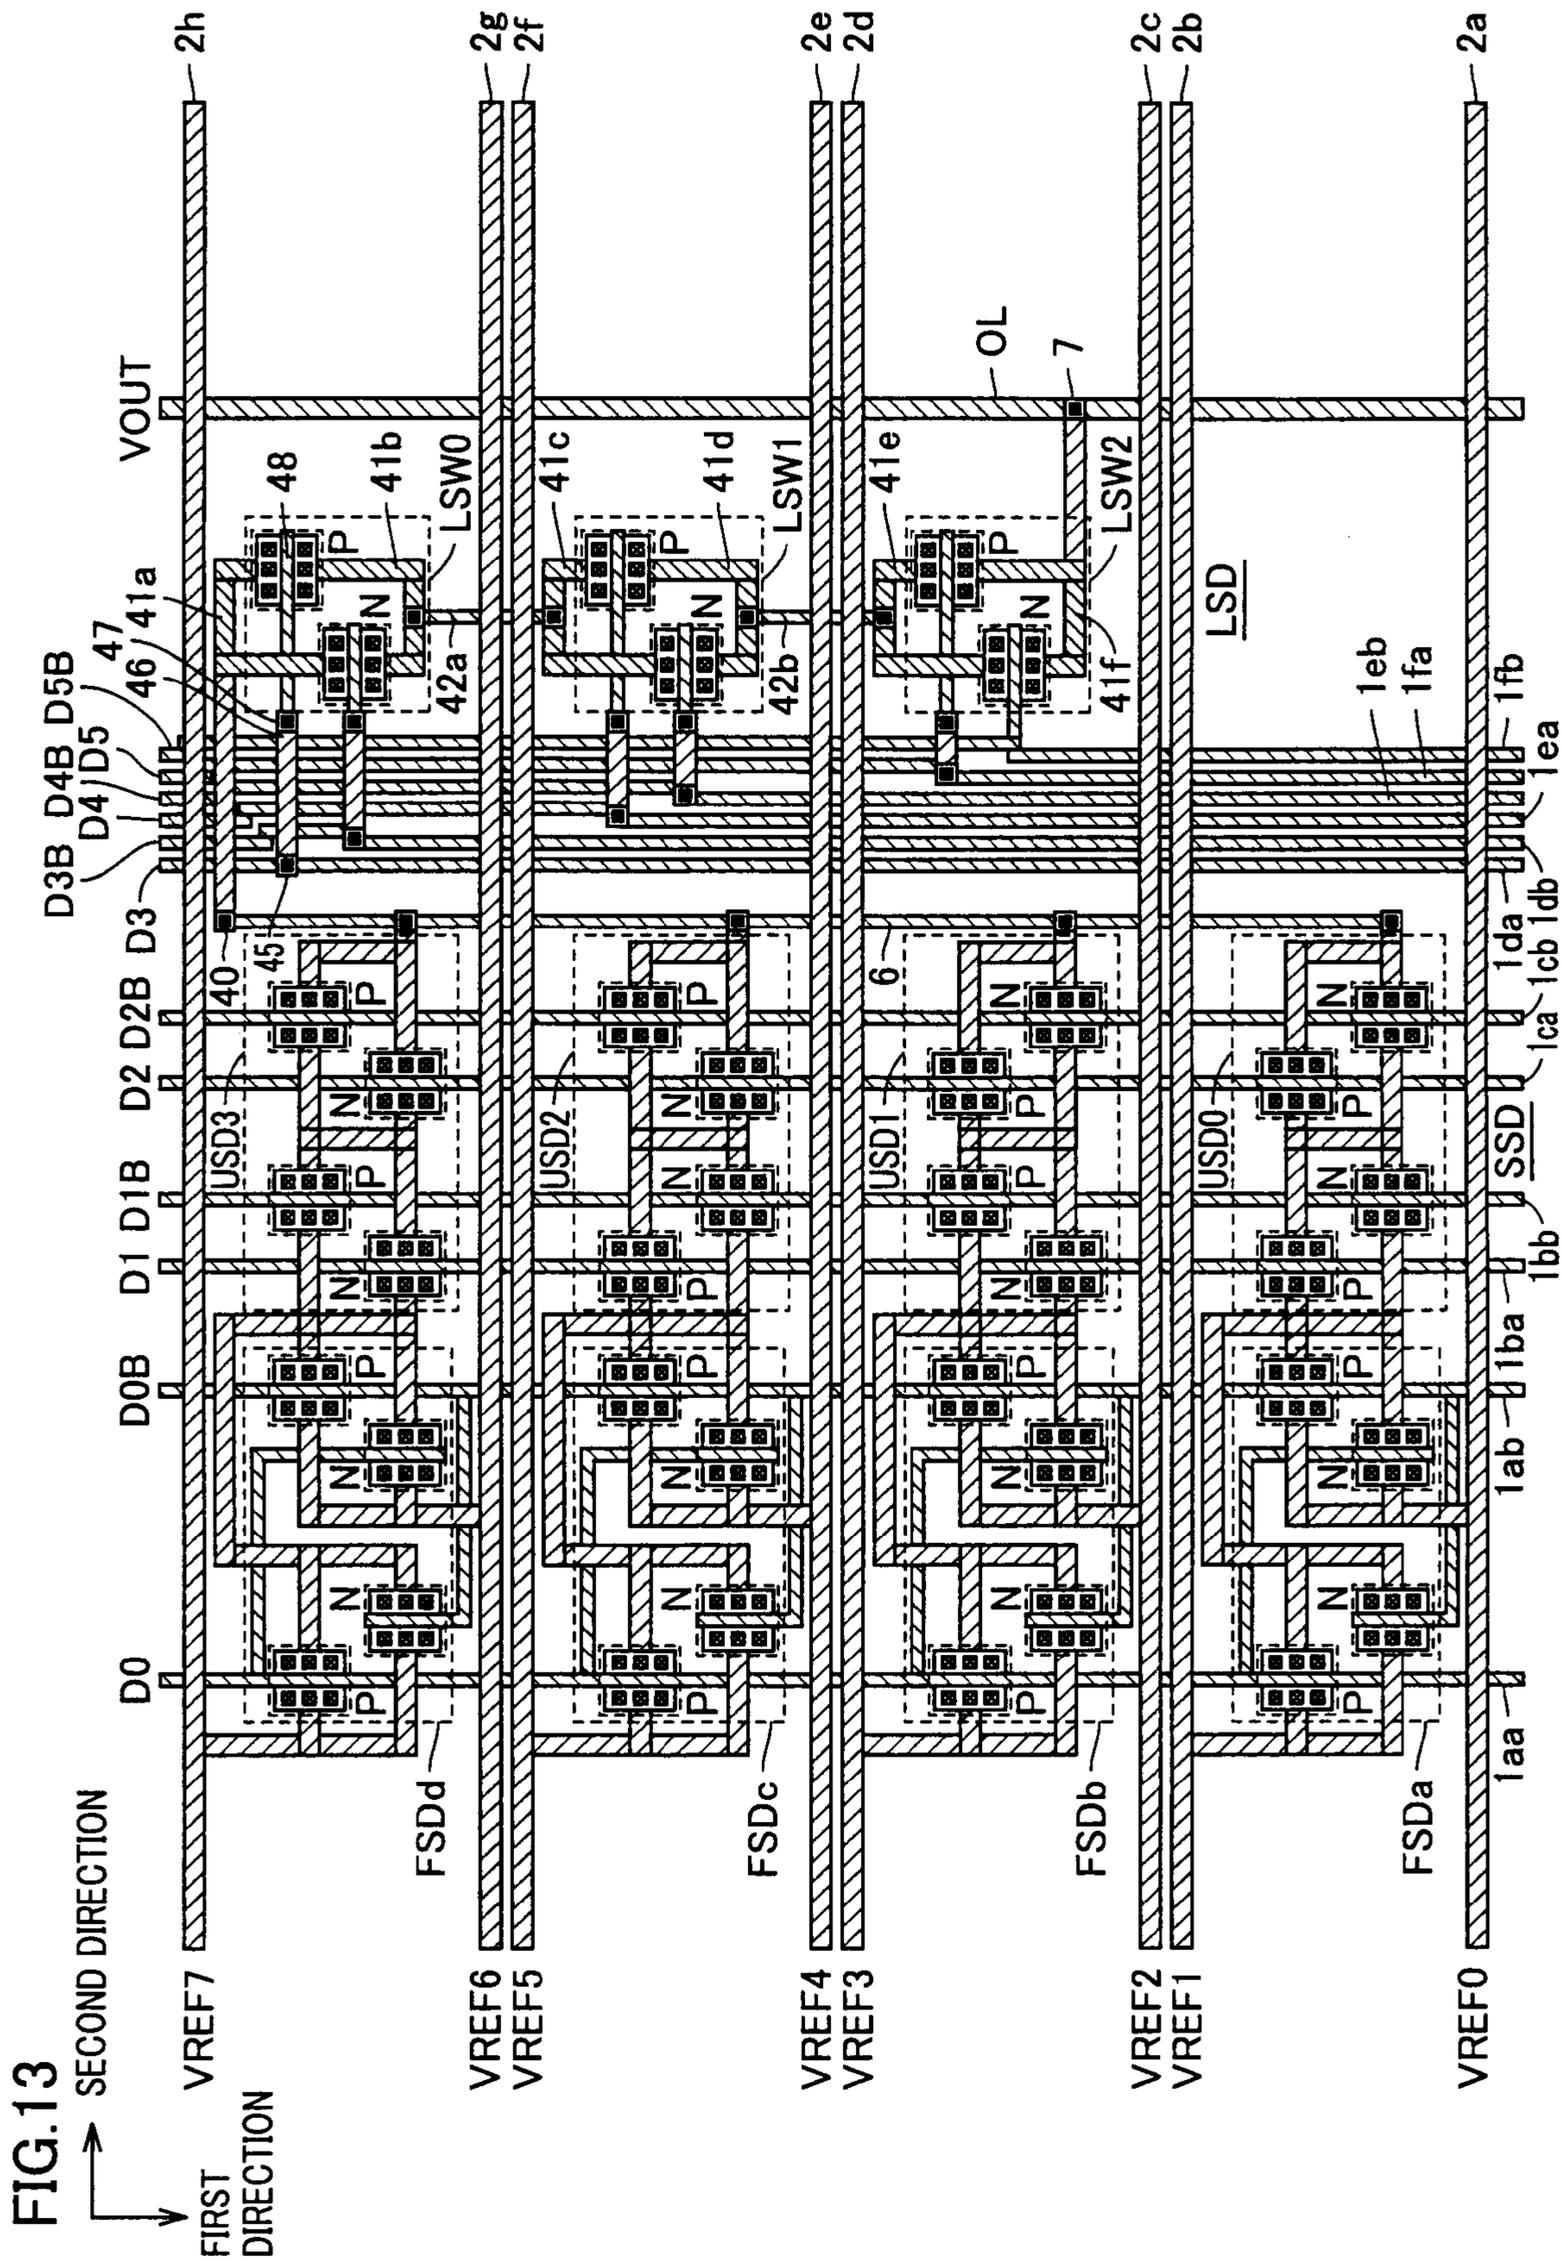 FIG.13
SECOND DIRECTION
FIRST
DIRECTION
D0
D0B
D1
D1B
D2
D2B
D3
D3B
D4
D4B
D5
D5B
VOUT
VREF7
2h
USD3
40
45
46
47
41a
48
P
P
P
P
P
N
N
N
N
N
41b
42a
LSW0
FSDd
VREF6
2g
VREF5
2f
USD2
41c
P
P
P
P
P
N
N
N
N
N
41d
42b
LSW1
FSDc
VREF4
2e
VREF3
2d
USD1
6
41e
P
P
P
P
P
N
N
N
N
N
OL
7
41f
LSW2
FSDb
VREF2
2c
VREF1
2b
USD0
LSD
P
P
P
P
N
N
N
N
1eb
1fa
FSDa
VREF0
2a
1aa
1ab
1ba
1bb
SSD
1ca
1cb
1da
1db
1ea
1fb